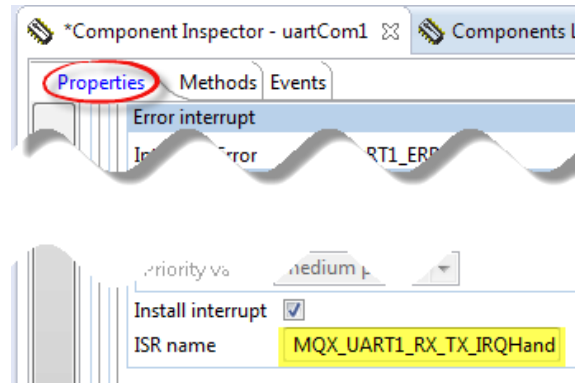 *Component Inspector - uartCom1 Components
Properties Methods Events
Error interrupt
Install interrupt
ISR name MQX_UART1_RX_TX_IRQHand